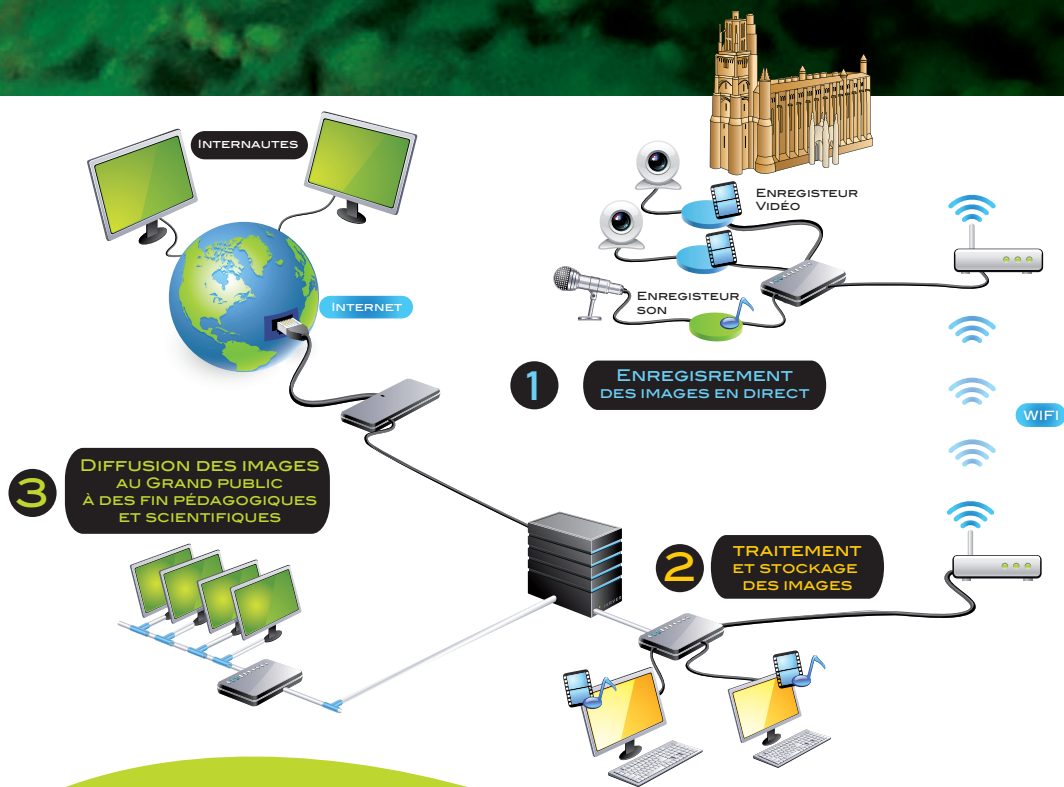 Internautes
Enregisteur
Vidéo
Enregisteur
son
Internet
1
Enregisrement
des images en direct
WIFI
3
Diffusion des images
au Grand public
à des fin pédagogiques
et scientifiques
2
traitement
et stockage
des images
SERVER